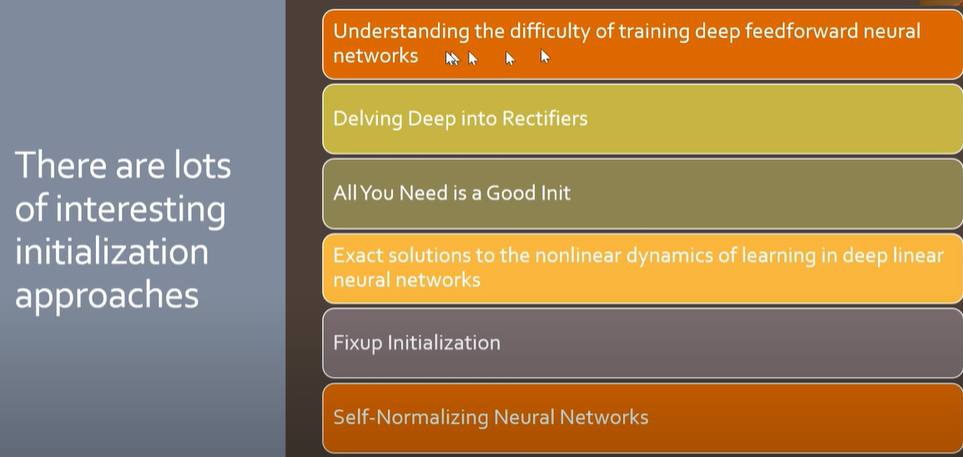 There are lots
of interesting
initialization
approaches
Understanding the difficulty of training deep feedforward neural
networks
Delving Deep into Rectifiers
All You Need is a Good Init
Exact solutions to the nonlinear dynamics of learning in deep linear
neural networks
Fixup Initialization
Self-Normalizing Neural Networks